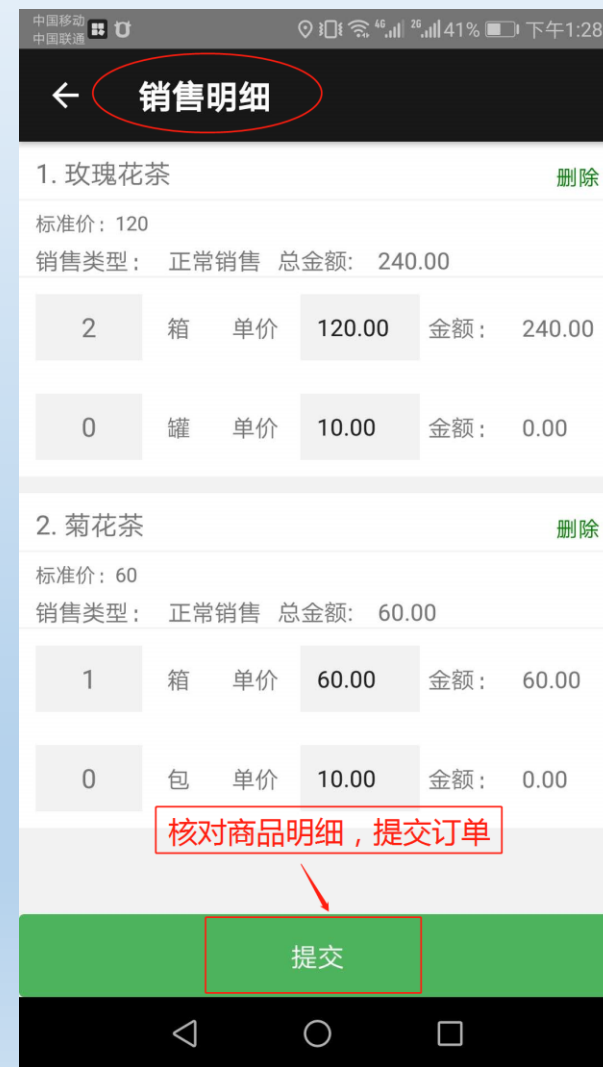 中国移动
中国联通
4G 2G 41% 下午1:28
销售明细
1. 玫瑰花茶 删除
标准价: 120
销售类型: 正常销售 总金额: 240.00
2 箱 单价 120.00 金额: 240.00
0 罐 单价 10.00 金额: 0.00
2. 菊花茶 删除
标准价: 60
销售类型: 正常销售 总金额: 60.00
1 箱 单价 60.00 金额: 60.00
0 包 单价 10.00 金额: 0.00
核对商品明细，提交订单
提交